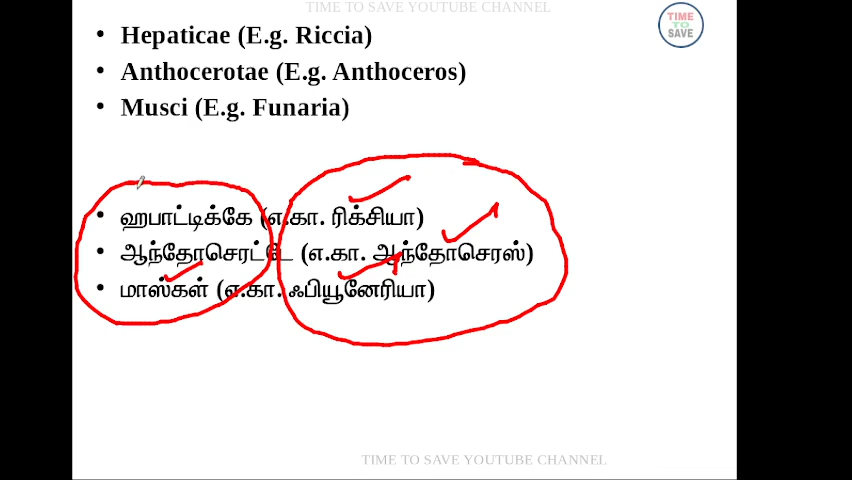 TIME TO SAVE YOUTUBE CHANNEL
TIME
TO
SAVE
• Hepaticae (E.g. Riccia)
• Anthocerotae (E.g. Anthoceros)
• Musci (E.g. Funaria)
• ஹபாட்டிக்கே (எ.கா. ரிக்சியா)
• ஆந்தோசெரட்டே (எ.கா. ஆந்தோசெரஸ்)
• மாஸ்கள் (எ.கா. ஃபியூனேரியா)
TIME TO SAVE YOUTUBE CHANNEL